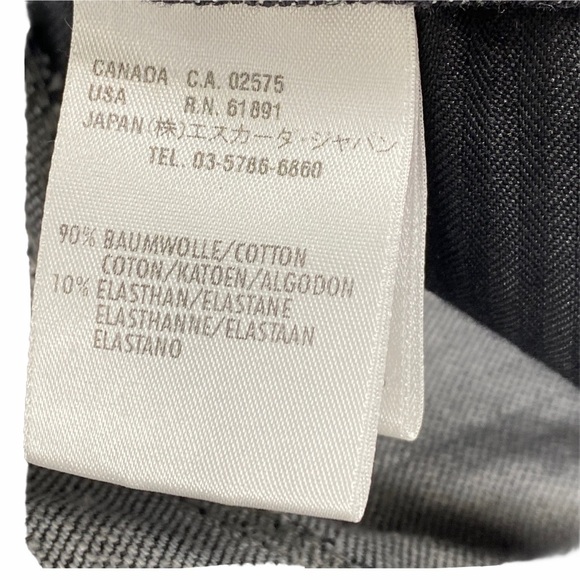 CANADA C.A. 02575
USA R.N. 61891
JAPAN (株)エスカーダ・ジャパン
TEL. 03-5786-6860
90% BAUMWOLLE/COTTON
COTON/KATOEN/ALGODON
10% ELASTHAN/ELASTANE
ELASTHANNE/ELASTAAN
ELASTANO